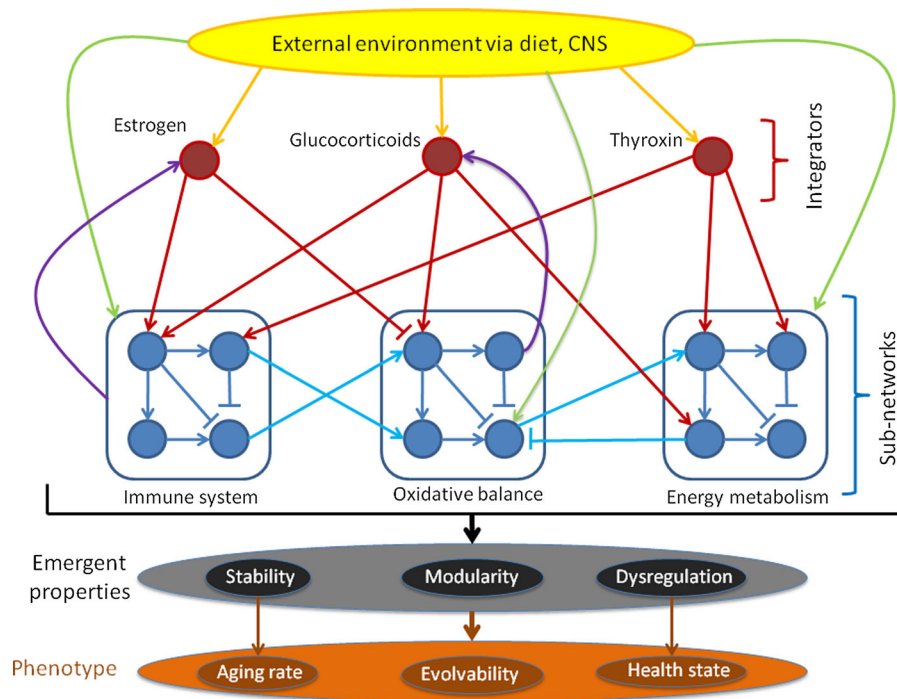 External environment via diet, CNS
Estrogen
Glucocorticoids
Thyroxin
Integrators
Sub-networks
Immune system
Oxidative balance
Energy metabolism
Emergent
properties
Stability
Modularity
Dysregulation
Phenotype
Aging rate
Evolvability
Health state